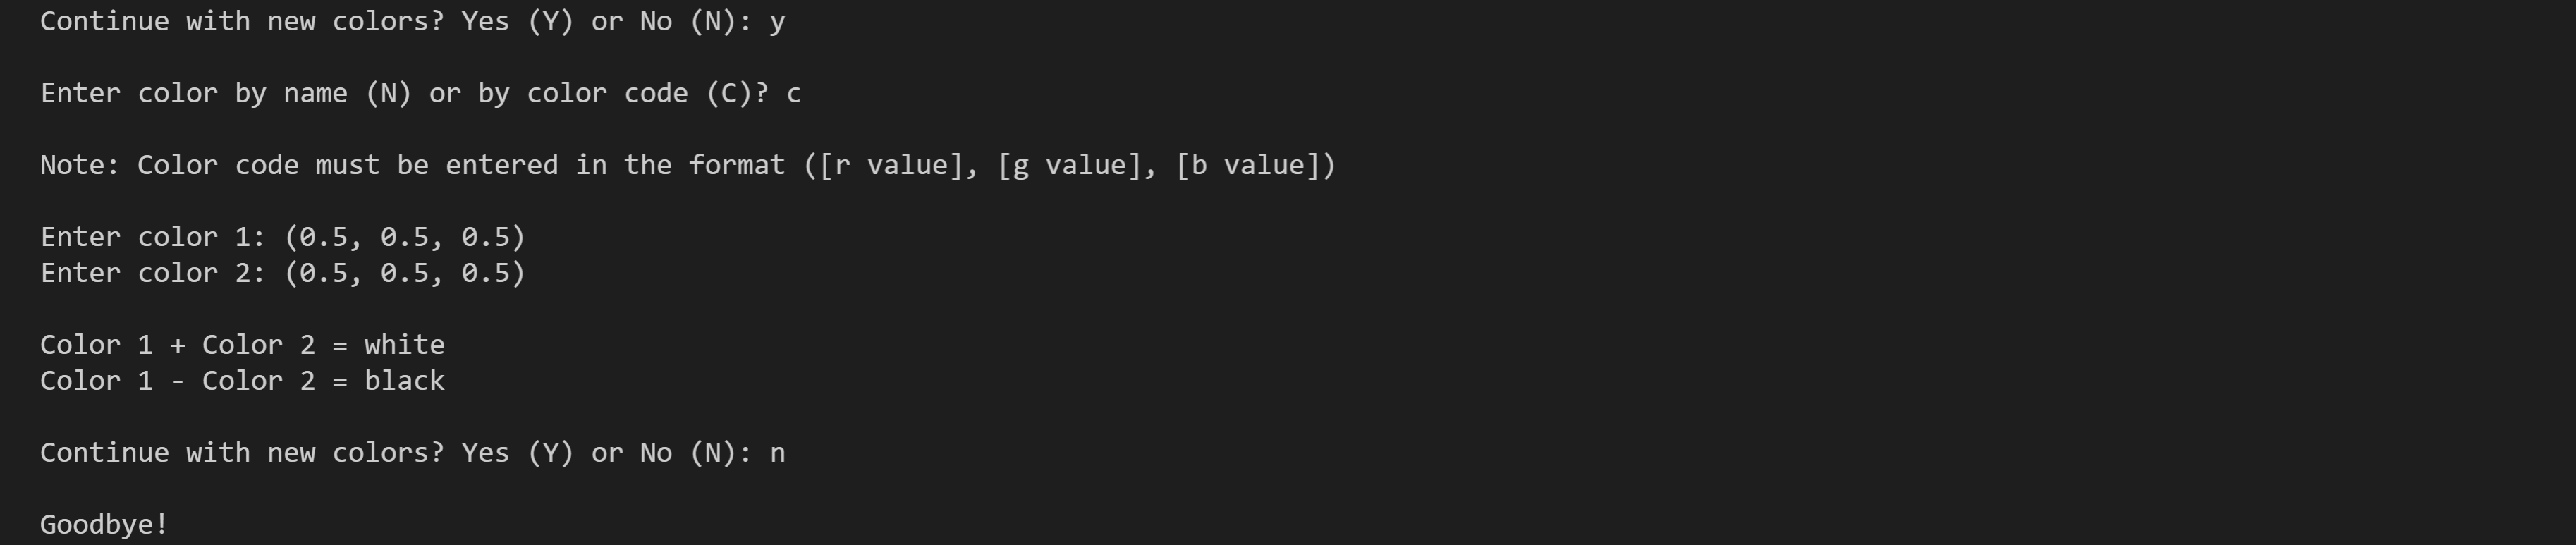 Continue with new colors? Yes (Y) or No (N): y
Enter color by name (N) or by color code (C)? c
Note: Color code must be entered in the format ([r value], [g value], [b value])
Enter color 1: (0.5, 0.5, 0.5)
Enter color 2: (0.5, 0.5, 0.5)
Color 1 + Color 2 = white
Color 1 - Color 2 = black
Continue with new colors? Yes (Y) or No (N): n
Goodbye!